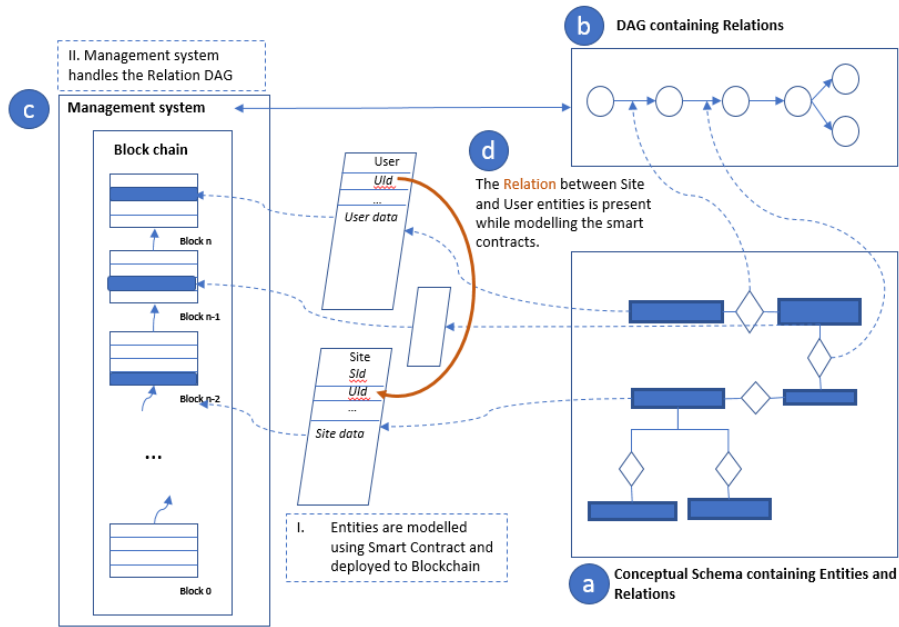 II. Management system
handles the Relation DAG
c
Management system
Block chain
Block n
Block n-1
Block n-2
...
Block 0
b
DAG containing Relations
User
UId
...
User data
d
The Relation between Site
and User entities is present
while modelling the smart
contracts.
Site
SId
UId
...
Site data
I. Entities are modelled
using Smart Contract and
deployed to Blockchain
a
Conceptual Schema containing Entities and
Relations